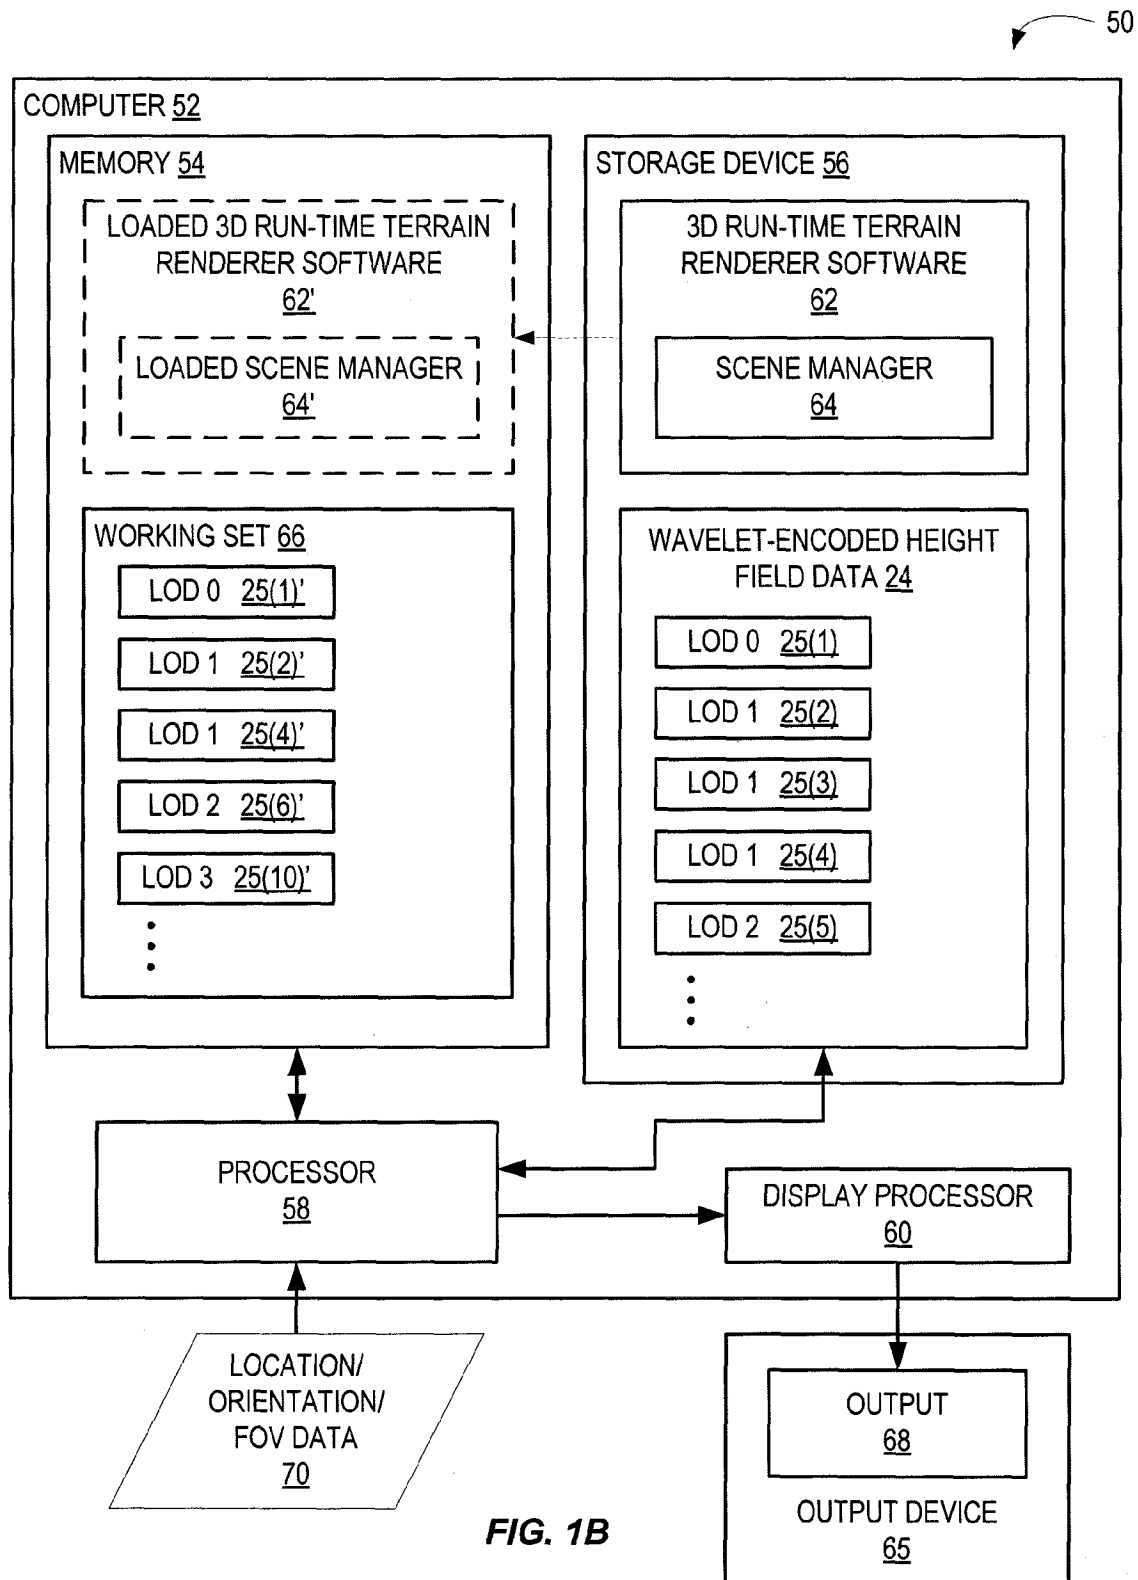 50
COMPUTER 52
MEMORY 54
LOADED 3D RUN-TIME TERRAIN
RENDERER SOFTWARE
62'
LOADED SCENE MANAGER
64'
WORKING SET 66
LOD 0 25(1)'
LOD 1 25(2)'
LOD 1 25(4)'
LOD 2 25(6)'
LOD 3 25(10)'
STORAGE DEVICE 56
3D RUN-TIME TERRAIN
RENDERER SOFTWARE
62
SCENE MANAGER
64
WAVELET-ENCODED HEIGHT
FIELD DATA 24
LOD 0 25(1)
LOD 1 25(2)
LOD 1 25(3)
LOD 1 25(4)
LOD 2 25(5)
PROCESSOR
58
DISPLAY PROCESSOR
60
LOCATION/
ORIENTATION/
FOV DATA
70
OUTPUT
68
OUTPUT DEVICE
65
FIG. 1B